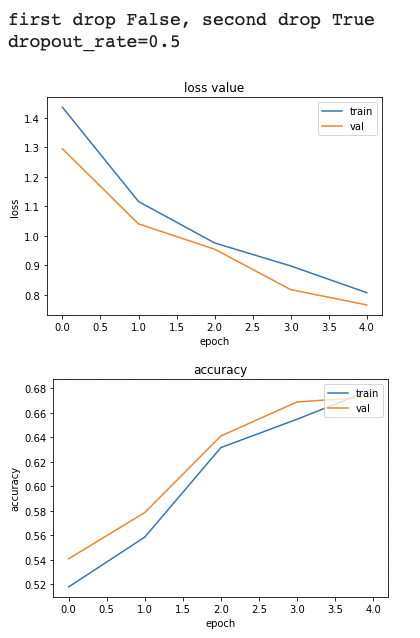 first drop False, second drop True
dropout_rate=0.5
loss value
train
val
1.4
1.3
1.2
1.1
1.0
0.9
0.8
loss
0.0 0.5 1.0 1.5 2.0 2.5 3.0 3.5 4.0
epoch
accuracy
train
val
0.68
0.66
0.64
0.62
0.60
0.58
0.56
0.54
0.52
accuracy
0.0 0.5 1.0 1.5 2.0 2.5 3.0 3.5 4.0
epoch